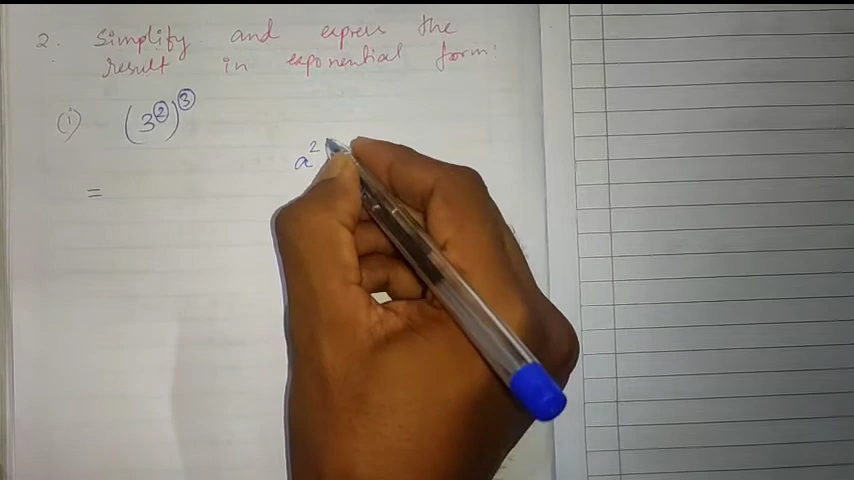 2. Simplify and express the
result in exponential form:
(i) (3²)³
= a²